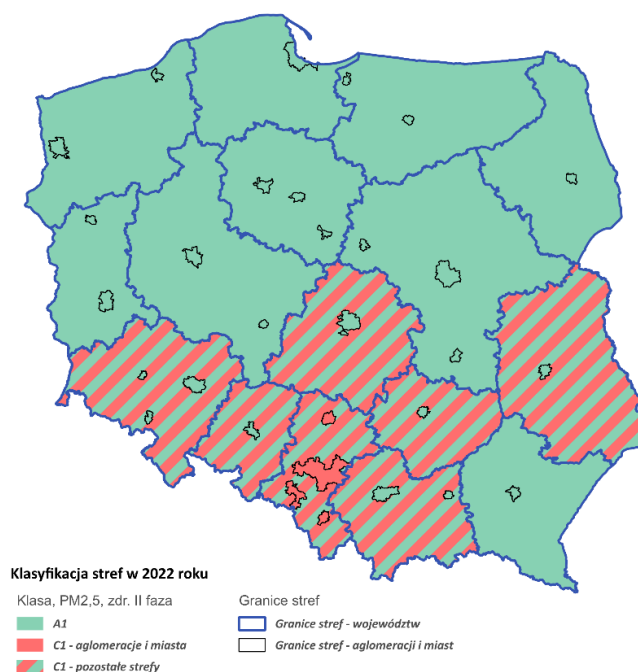 Klasyfikacja stref w 2022 roku
Klasa, PM2,5, zdr. II faza
A1
C1 - aglomeracje i miasta
C1 - pozostałe strefy
Granice stref
Granice stref - województw
Granice stref - aglomeracji i miast